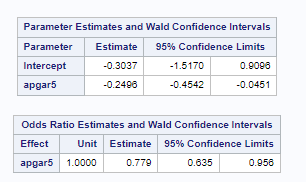 Parameter Estimates and Wald Confidence Intervals
Parameter Estimate 95% Confidence Limits
Intercept -0.3037 -1.5170 0.9096
apgar5 -0.2496 -0.4542 -0.0451
Odds Ratio Estimates and Wald Confidence Intervals
Effect Unit Estimate 95% Confidence Limits
apgar5 1.0000 0.779 0.635 0.956